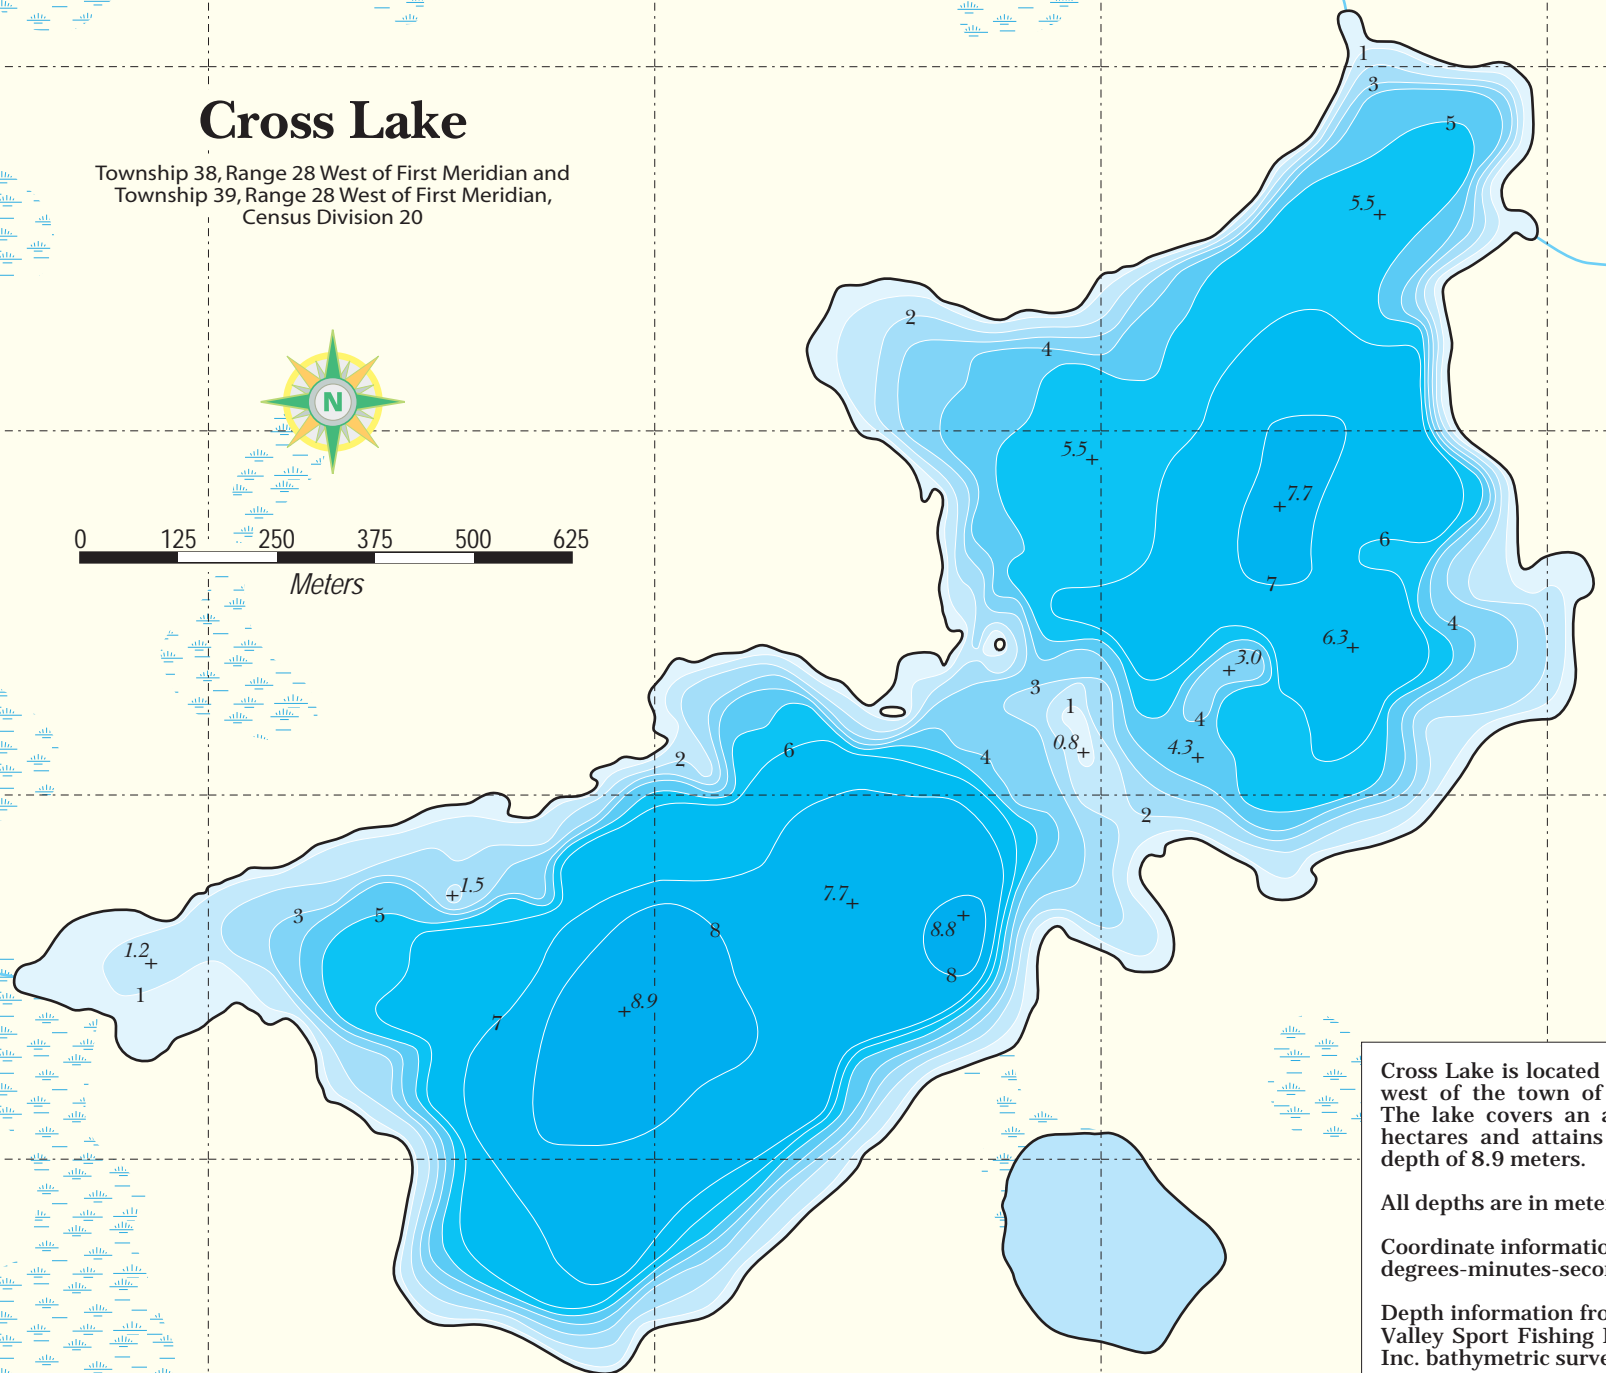 Cross Lake
Township 38, Range 28 West of First Meridian and
Township 39, Range 28 West of First Meridian,
Census Division 20
N
0 125 250 375 500 625
Meters
1
3
5
5.5
2
4
5.5
7.7
6
7
4
6.3
3.0
3
1
4
0.8
4.3
6
2
4
2
1.5
7.7
3
5
8
8.8
1.2
8
1
8.9
7
Cross Lake is located
west of the town of
The lake covers an a
hectares and attains
depth of 8.9 meters.
All depths are in mete
Coordinate informatio
degrees-minutes-seco
Depth information fro
Valley Sport Fishing
Inc. bathymetric surve